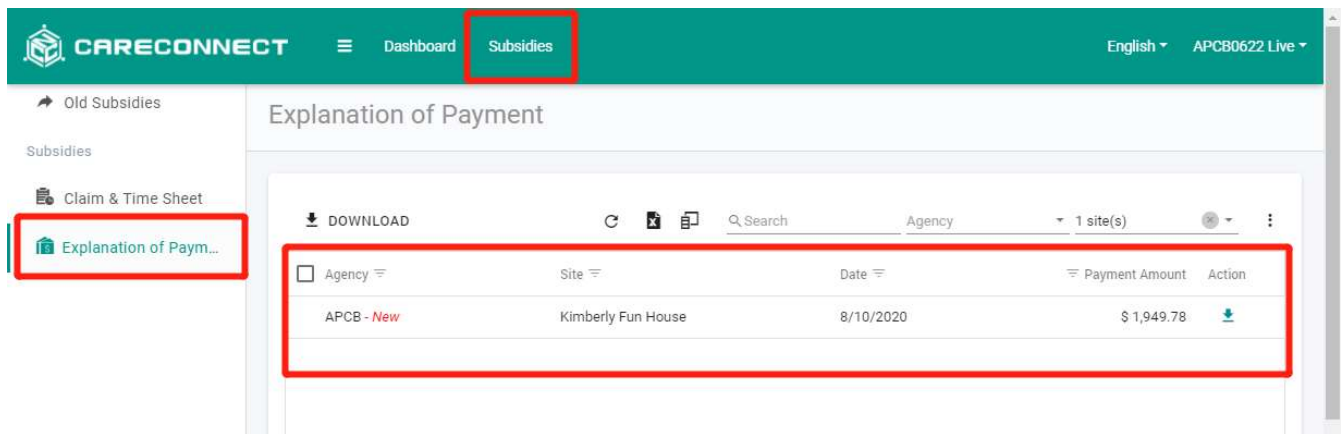 CARECONNECT Dashboard Subsidies English APCB0622 Live
Old Subsidies
Explanation of Payment
Subsidies
Claim & Time Sheet
Explanation of Paym...
DOWNLOAD Search Agency 1 site(s)
Agency Site Date Payment Amount Action
APCB - New Kimberly Fun House 8/10/2020 $ 1,949.78